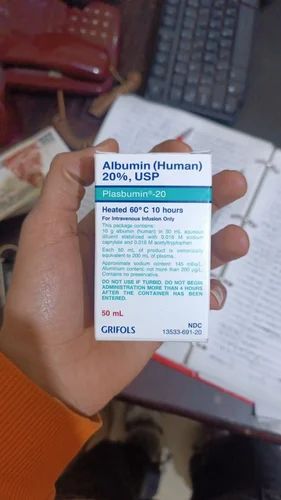 Albumin (Human)
20%, USP
Plasbumin®-20
Heated 60° C 10 hours
For Intravenous Infusion Only
This package contains:
10 g albumin (human) in 50 mL aqueous
diluent stabilized with 0.016 M sodium
caprylate and 0.016 M acetyltryptophan
Each 50 mL of product is osmotically
equivalent to 200 mL of plasma.
Approximate sodium content: 145 mEq/L
Aluminum content: not more than 200 µg/L
Contains no preservative.
DO NOT USE IF TURBID. DO NOT BEGIN
ADMINISTRATION MORE THAN 4 HOURS
AFTER THE CONTAINER HAS BEEN
ENTERED.
50 mL
GRIFOLS
NDC
13533-691-20